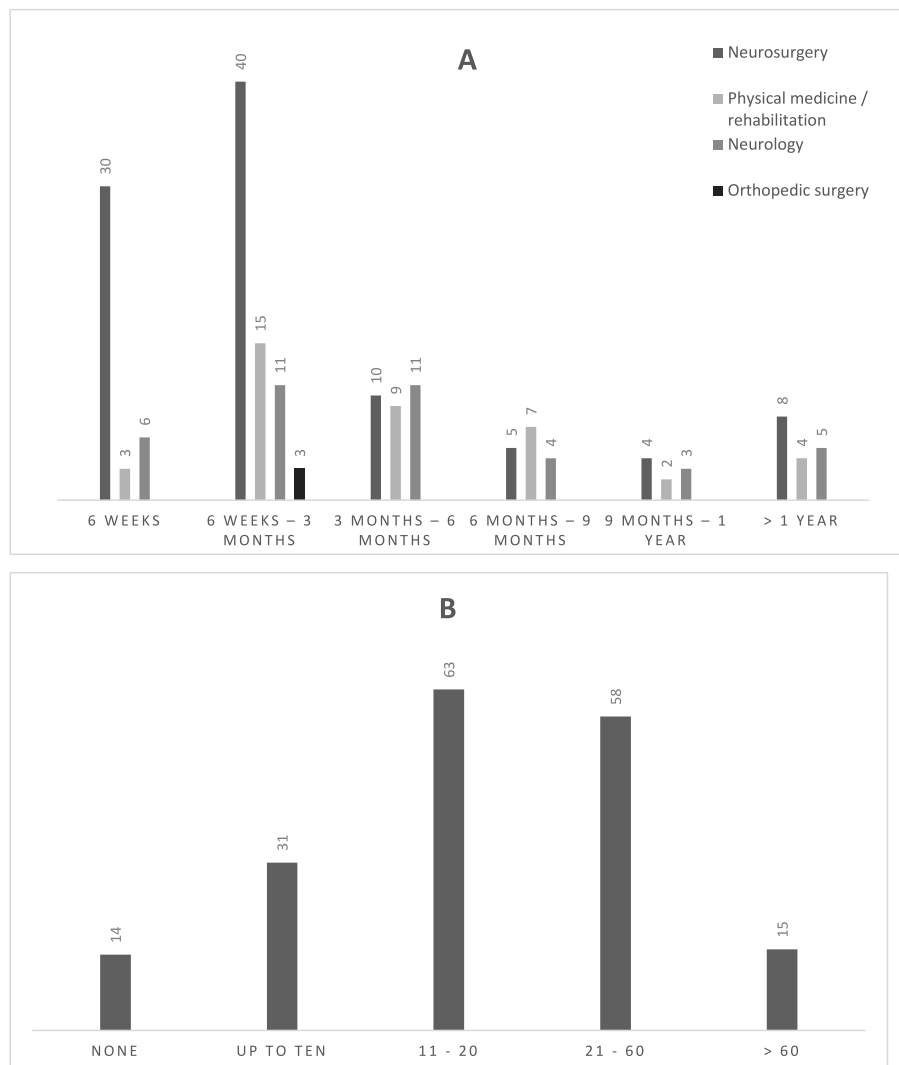 A
Neurosurgery
Physical medicine /
rehabilitation
Neurology
Orthopedic surgery
30
3
6
40
15
11
3
10
9
11
5
7
4
4
2
3
8
4
5
6 WEEKS
6 WEEKS – 3
MONTHS
3 MONTHS – 6
MONTHS
6 MONTHS – 9
MONTHS
9 MONTHS – 1
YEAR
> 1 YEAR
B
14
31
63
58
15
NONE
UP TO TEN
11 - 20
21 - 60
> 60